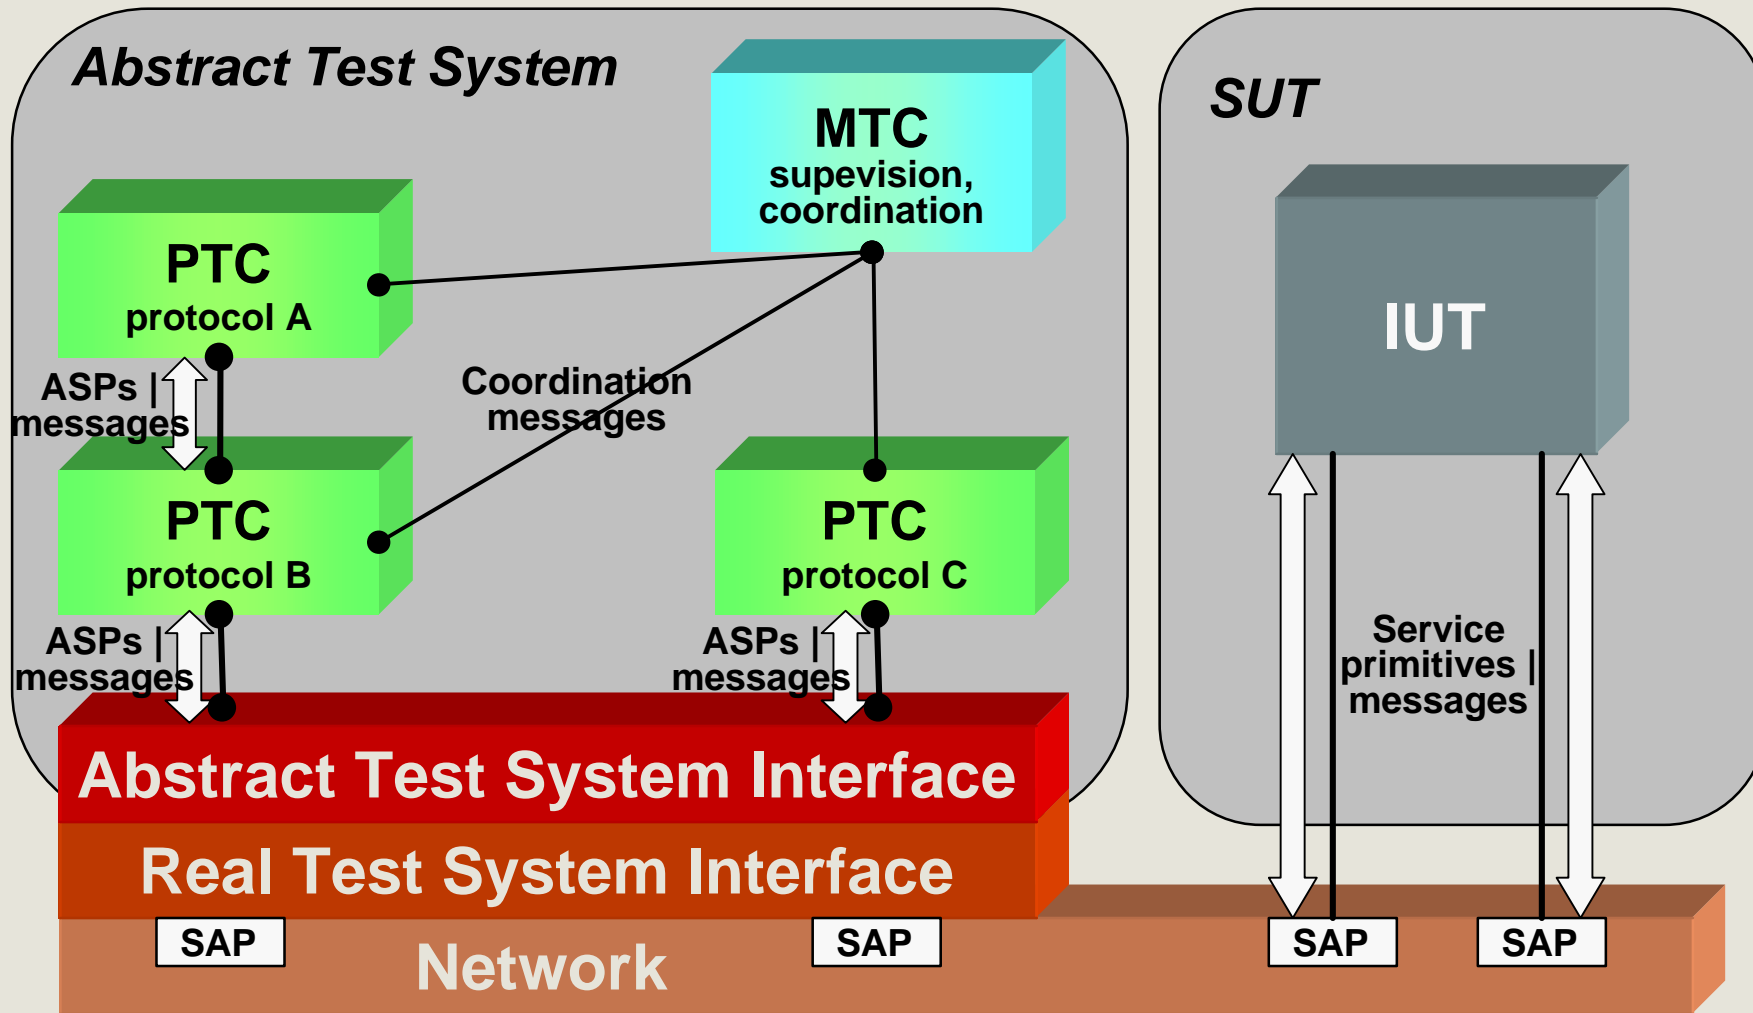 Abstract Test System
MTC
supevision,
coordination
PTC
protocol A
ASPs |
messages
Coordination
messages
PTC
protocol B
PTC
protocol C
ASPs |
messages
ASPs |
messages
Abstract Test System Interface
Real Test System Interface
SAP
SAP
Network
SUT
IUT
Service
primitives |
messages
SAP
SAP